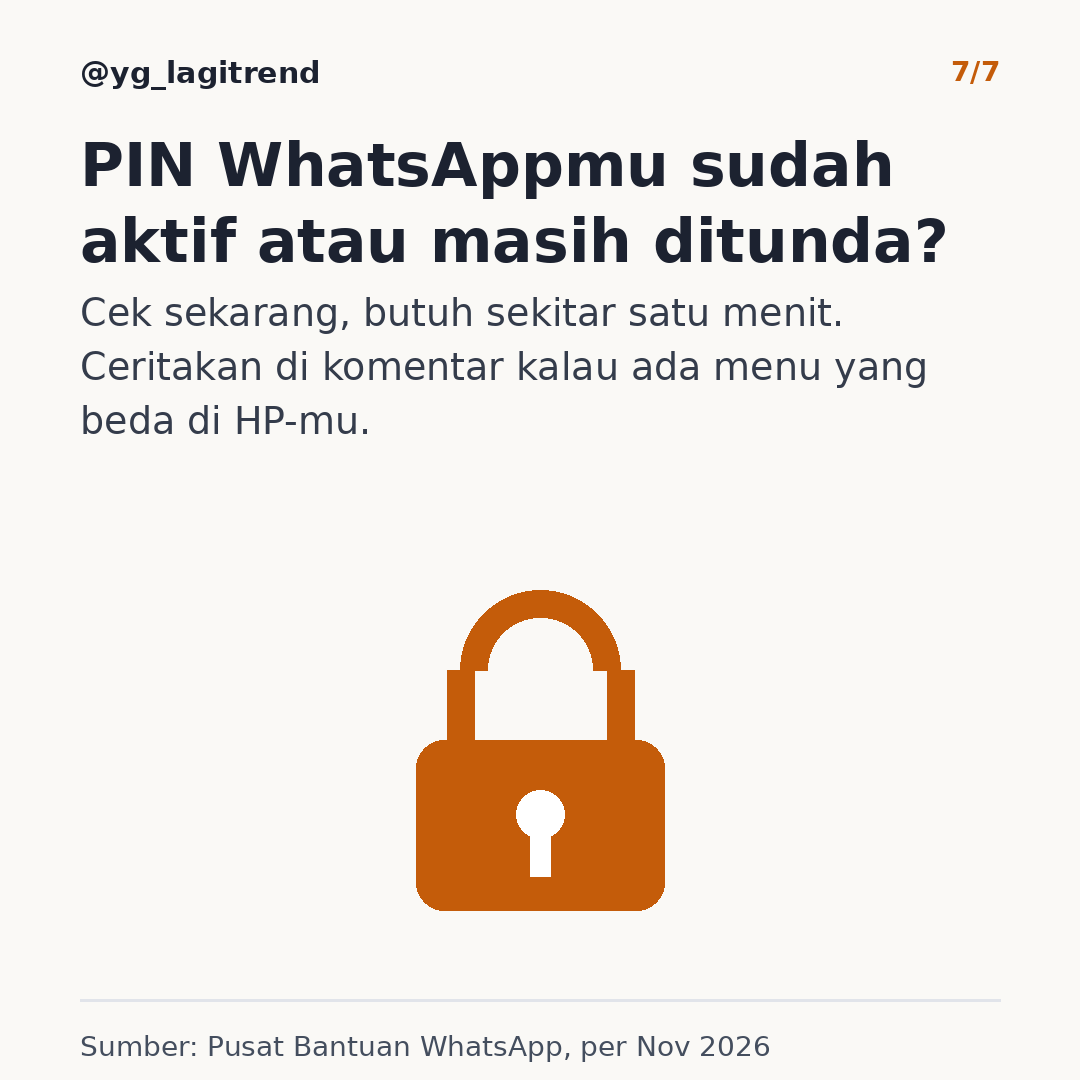 @yg_lagitrend
7/7
PIN WhatsAppmu sudah
aktif atau masih ditunda?
Cek sekarang, butuh sekitar satu menit.
Ceritakan di komentar kalau ada menu yang
beda di HP-mu.
Sumber: Pusat Bantuan WhatsApp, per Nov 2026